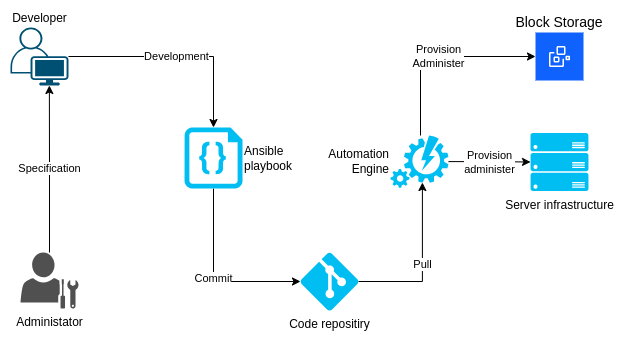 Developer
Block Storage
Development
Provision
Administer
Ansible
playbook
Automation
Engine
Provision
administer
Specification
Server infrastructure
Commit
Pull
Administator
Code repositiry